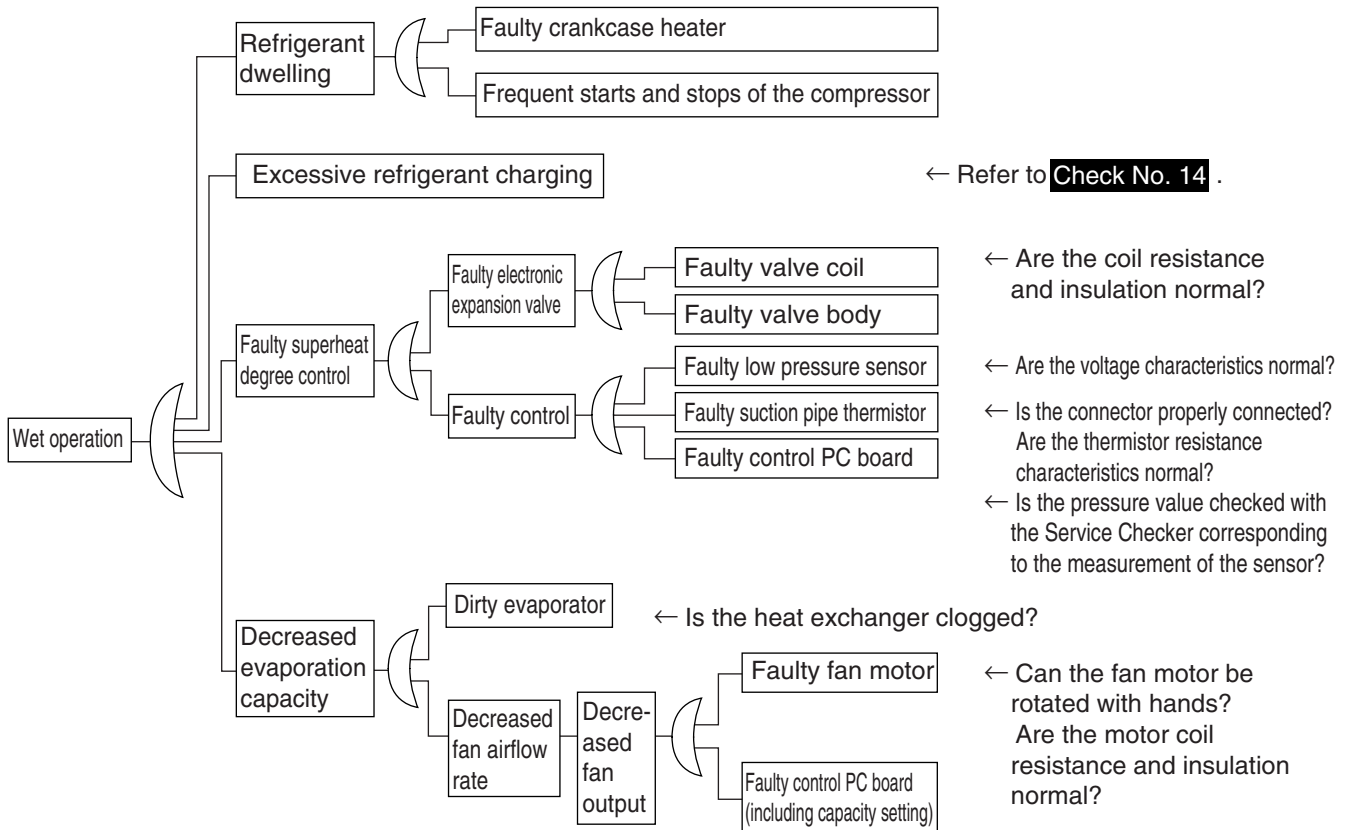 Refrigerant
dwelling
Faulty crankcase heater
Frequent starts and stops of the compressor
Excessive refrigerant charging
← Refer to Check No. 14 .
Wet operation
Faulty superheat
degree control
Faulty electronic
expansion valve
Faulty valve coil
← Are the coil resistance
and insulation normal?
Faulty valve body
Faulty control
Faulty low pressure sensor
← Are the voltage characteristics normal?
Faulty suction pipe thermistor
← Is the connector properly connected?
Are the thermistor resistance
characteristics normal?
Faulty control PC board
← Is the pressure value checked with
the Service Checker corresponding
to the measurement of the sensor?
Decreased
evaporation
capacity
Dirty evaporator
← Is the heat exchanger clogged?
Decreased
fan airflow
rate
Decre-
ased
fan
output
Faulty fan motor
← Can the fan motor be
rotated with hands?
Are the motor coil
resistance and insulation
normal?
Faulty control PC board
(including capacity setting)